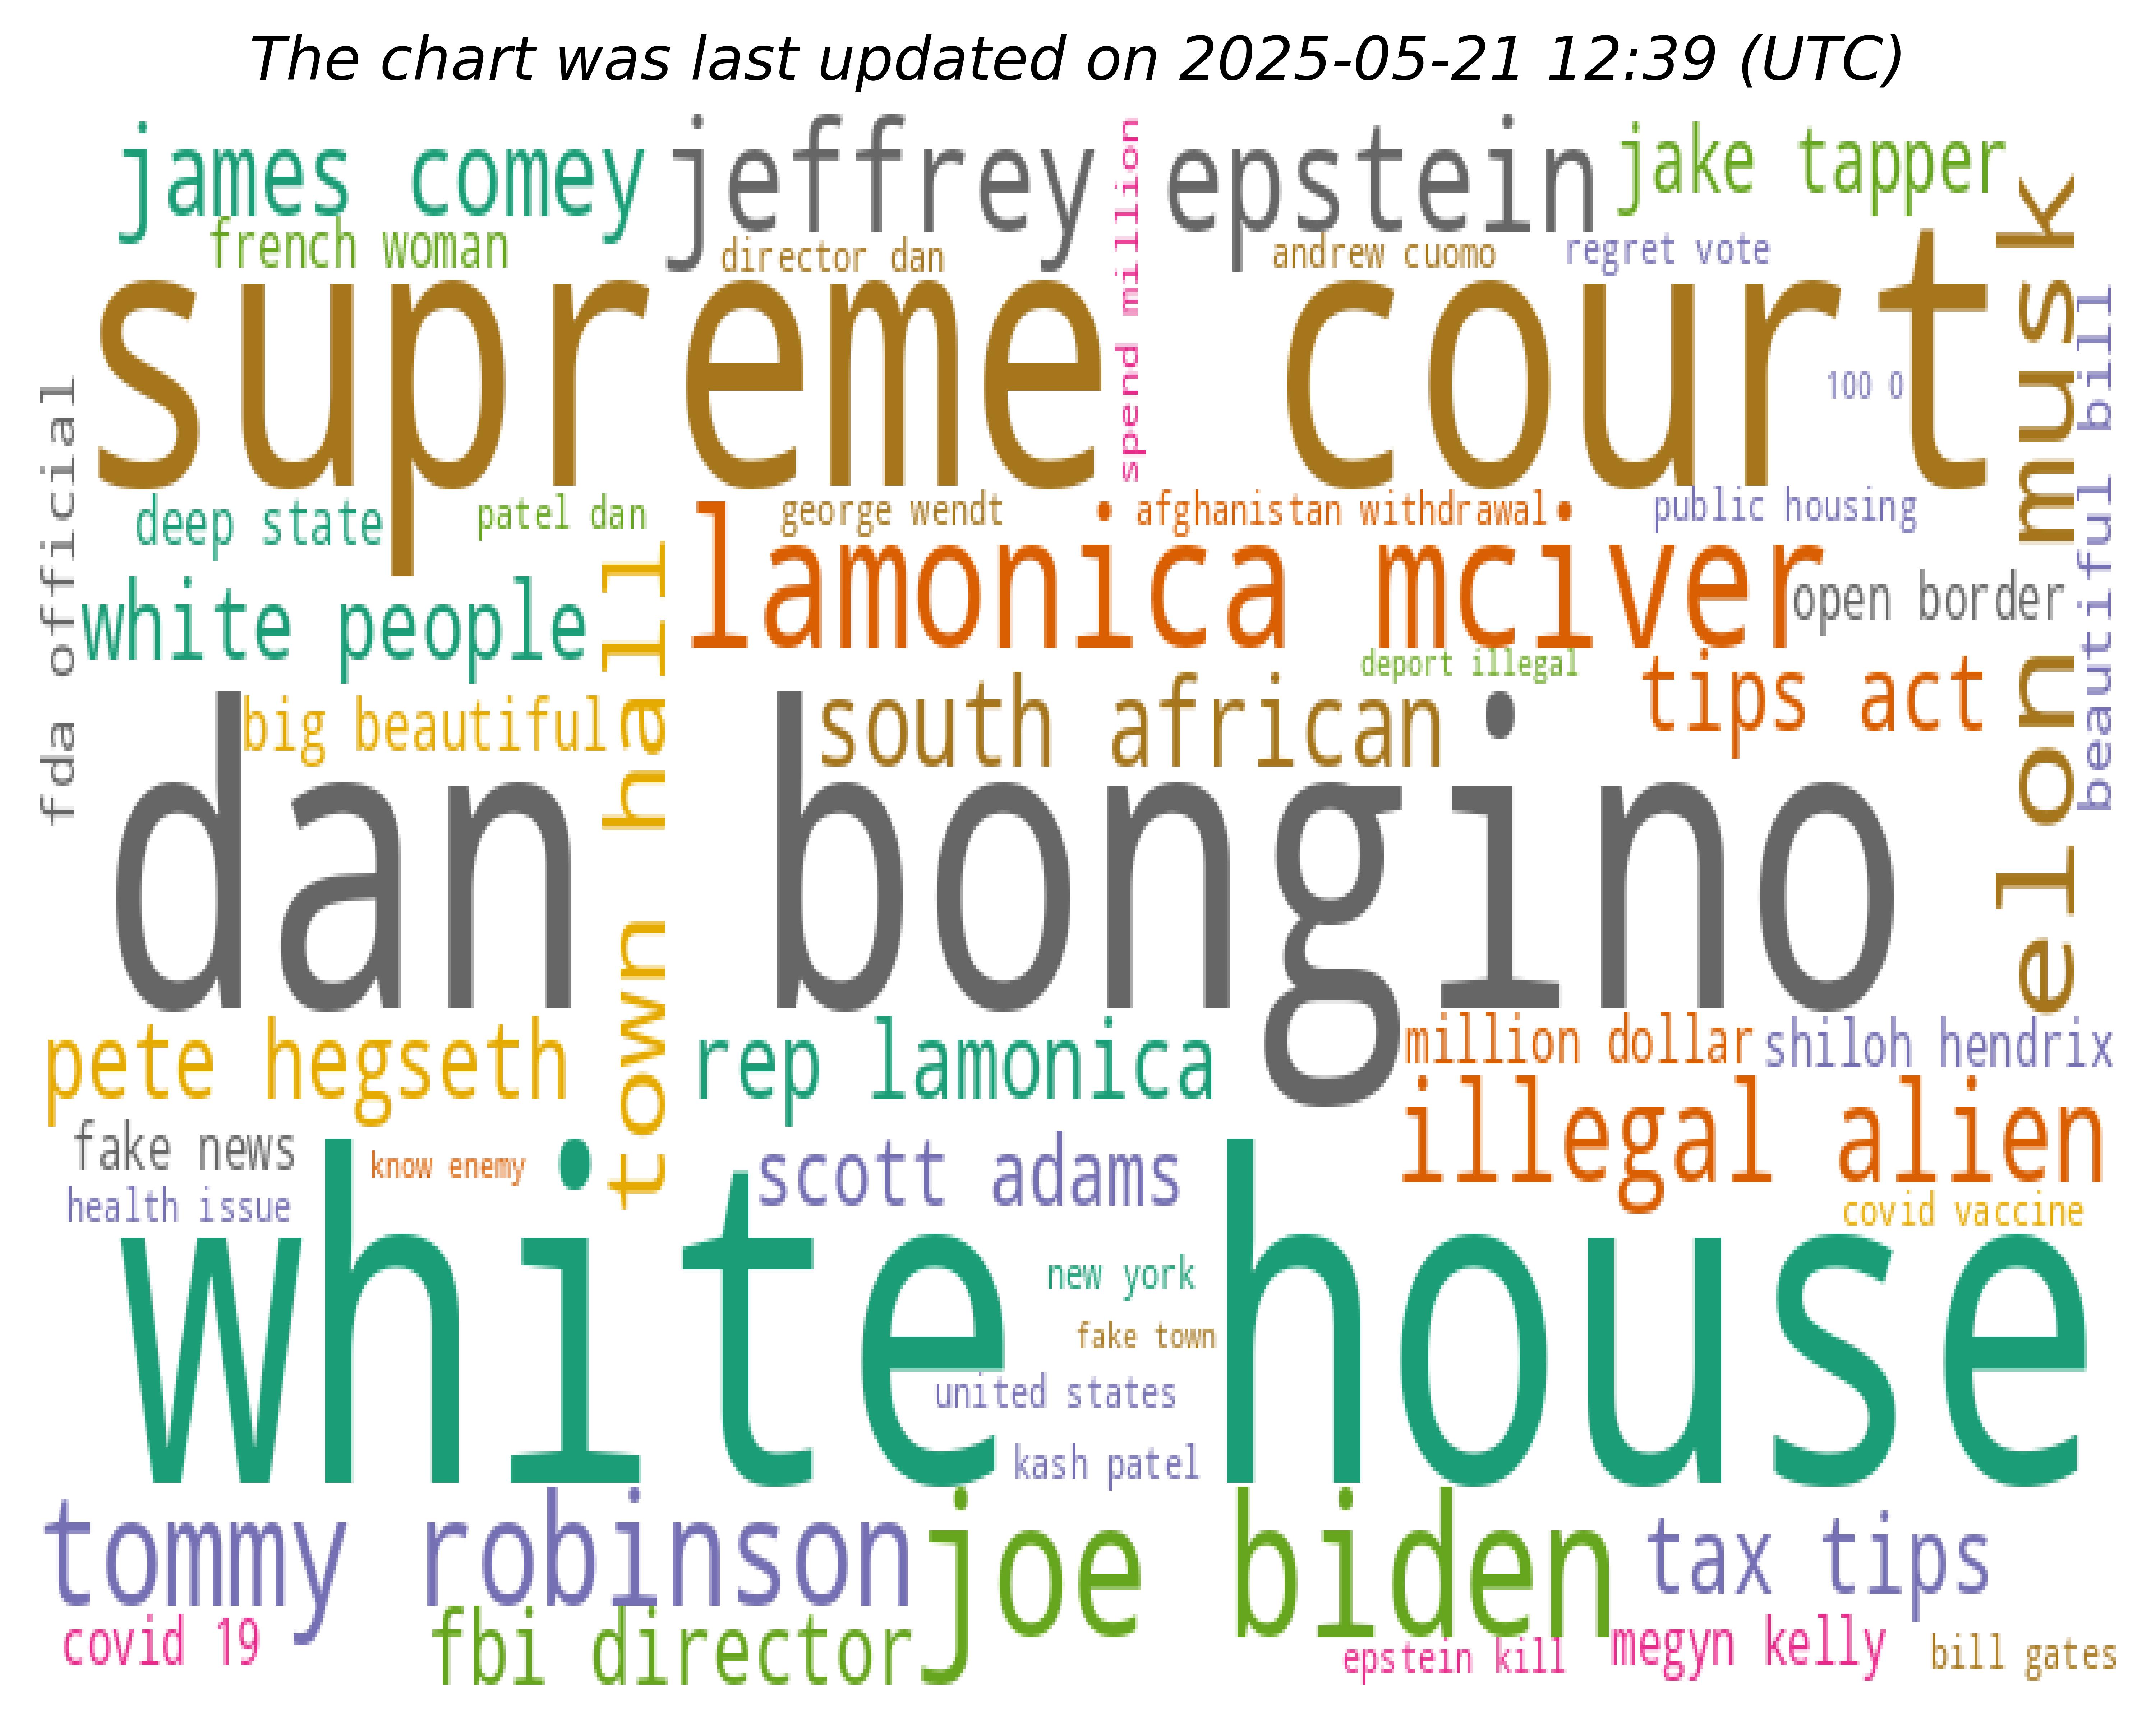 The chart was last updated on 2025-05-21 12:39 (UTC)
james comey
jeffrey epstein
jake tapper
spend million
french woman
director dan
andrew cuomo
regret vote
supreme court
elon musk
beautiful bill
100 0
fda official
deep state
patel dan
george wendt
afghanistan withdrawal
public housing
lamonica mciver
white people
town hall
open border
deport illegal
tips act
big beautiful
south african
dan bongino
pete hegseth
rep lamonica
million dollar
shiloh hendrix
illegal alien
fake news
know enemy
scott adams
health issue
covid vaccine
white house
new york
fake town
united states
kash patel
tommy robinson
joe biden
tax tips
covid 19
fbi director
epstein kill
megyn kelly
bill gates